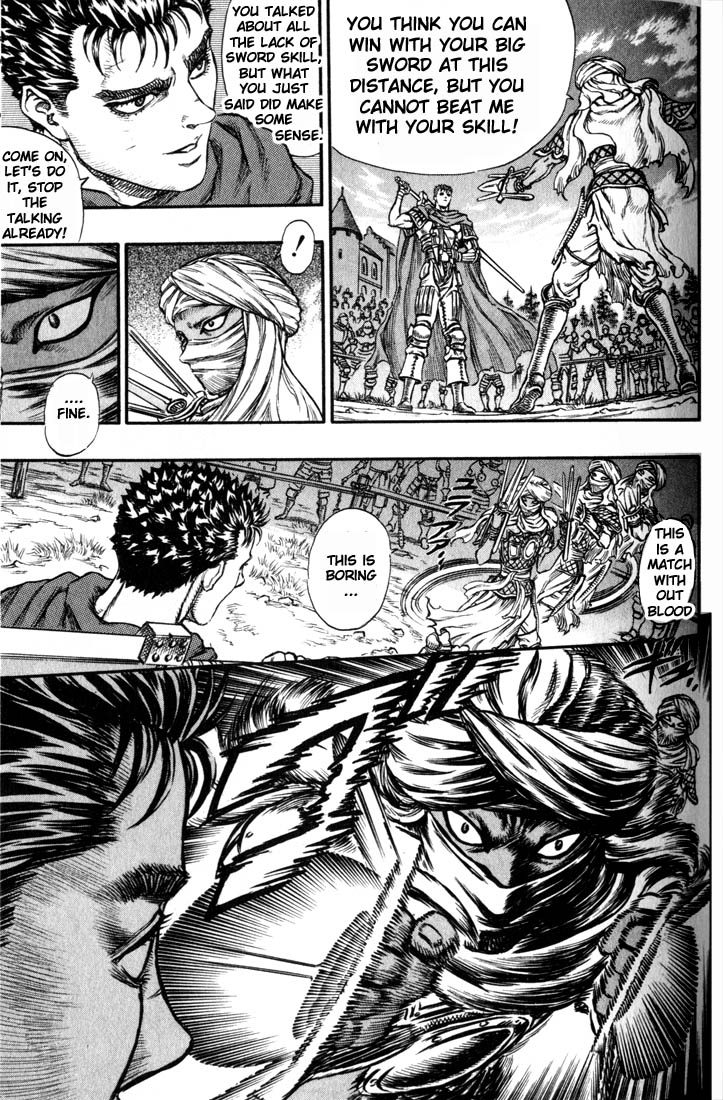 YOU THINK YOU CAN
WIN WITH YOUR BIG
SWORD AT THIS
DISTANCE, BUT YOU
CANNOT BEAT ME
WITH YOUR SKILL!
YOU TALKED
ABOUT ALL
THE LACK OF
SWORD SKILL,
BUT WHAT
YOU JUST
SAID DID MAKE
SOME
SENSE.
COME ON,
LET'S DO
IT, STOP
THE
TALKING
ALREADY!
!
....
FINE.
THIS IS
A MATCH
WITH
OUT
BLOOD
ユラァ
THIS IS
BORING
...